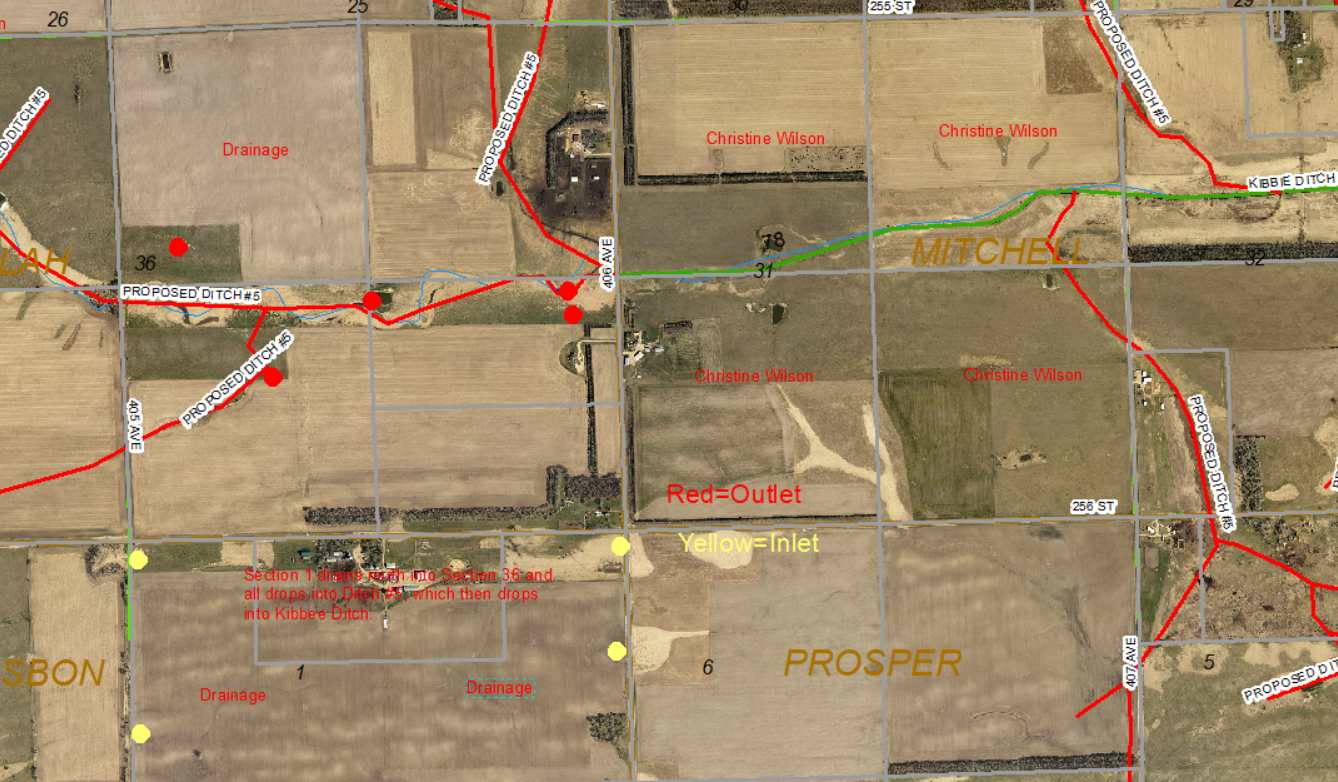 26
25
30
255 ST
29
PROPOSED DITCH #5
PROPOSED DITCH #5
ED DITCH #5
Drainage
Christine Wilson
Christine Wilson
KIBBIE DITCH
LAH
36
406 AVE
18
31
MITCHELL
32
PROPOSED DITCH #5
PROPOSED DITCH #5
405 AVE
Christine Wilson
Christine Wilson
PROPOSED DITCH #5
Red=Outlet
256 ST
Yellow=Inlet
Section 1 drains north into Section 36 and
all drops into Ditch #5, which then drops
into Kibbee Ditch.
SBON
1
Drainage
Drainage
6
PROSPER
407 AVE
5
PROPOSED DIT